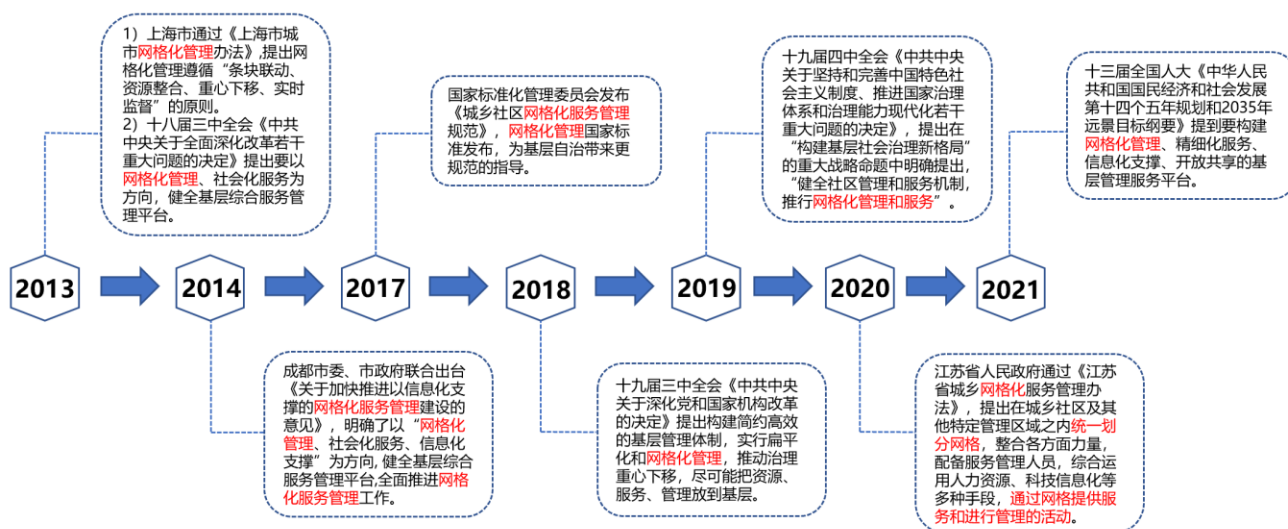 1）上海市通过《上海市城
市网格化管理办法》,提出网
格化管理遵循“条块联动、
资源整合、重心下移、实时
监督”的原则。
2）十八届三中全会《中共
中央关于全面深化改革若干
重大问题的决定》提出要以
网格化管理、社会化服务为
方向，健全基层综合服务管
理平台。
国家标准化管理委员会发布
《城乡社区网格化服务管理
规范》，网格化管理国家标
准发布，为基层自治带来更
规范的指导。
十九届四中全会《中共中央
关于坚持和完善中国特色社
会主义制度、推进国家治理
体系和治理能力现代化若干
重大问题的决定》，提出在
“构建基层社会治理新格局”
的重大战略命题中明确提出，
“健全社区管理和服务机制，
推行网格化管理和服务”。
十三届全国人大《中华人民
共和国国民经济和社会发展
第十四个五年规划和2035年
远景目标纲要》提到要构建
网格化管理、精细化服务、
信息化支撑、开放共享的基
层管理服务平台。
2013
2014
2017
2018
2019
2020
2021
成都市委、市政府联合出台
《关于加快推进以信息化支
撑的网格化服务管理建设的
意见》，明确了以“网格化
管理、社会化服务、信息化
支撑”为方向,健全基层综合
服务管理平台,全面推进网格
化服务管理工作。
十九届三中全会《中共中央
关于深化党和国家机构改革
的决定》提出构建简约高效
的基层管理体制，实行扁平
化和网格化管理，推动治理
重心下移，尽可能把资源、
服务、管理放到基层。
江苏省人民政府通过《江苏
省城乡网格化服务管理办
法》，提出在城乡社区及其
他特定管理区域之内统一划
分网格，整合各方面力量，
配备服务管理人员，综合运
用人力资源、科技信息化等
多种手段，通过网格提供服
务和进行管理的活动。